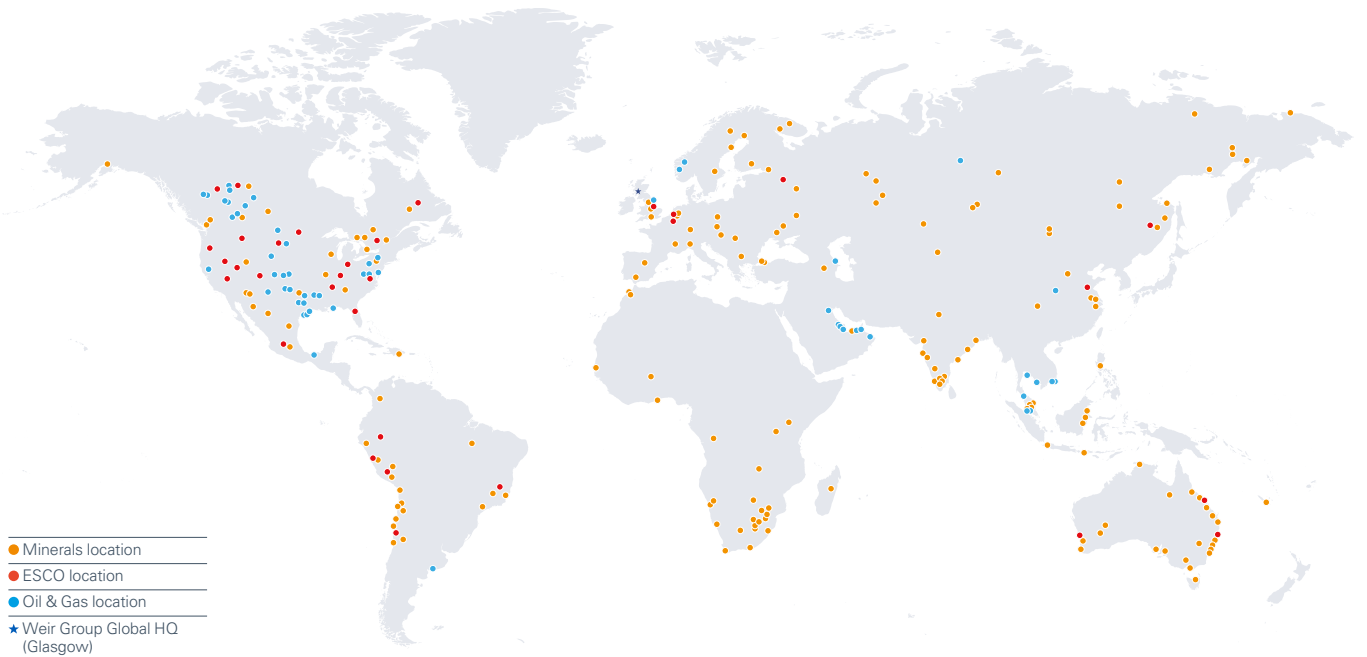 Minerals location
ESCO location
Oil & Gas location
Weir Group Global HQ
(Glasgow)